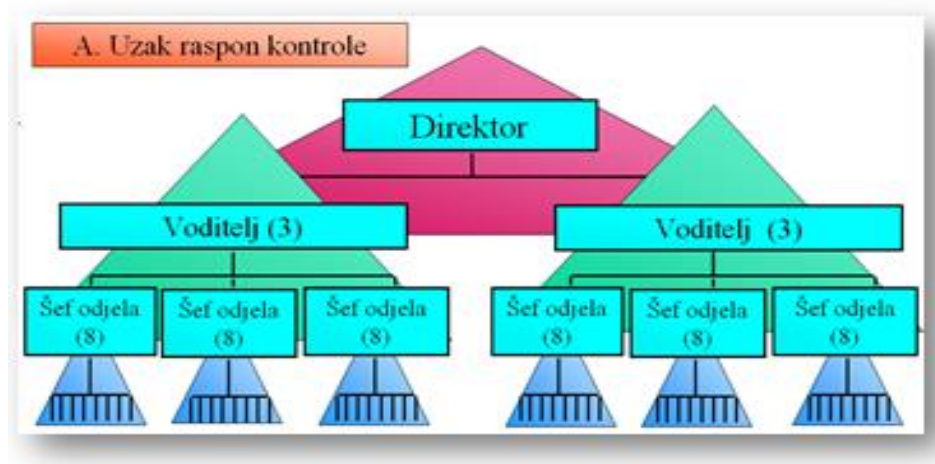 A. Uzak raspon kontrole
Direktor
Voditelj (3)
Voditelj (3)
Šef odjela
(8)
Šef odjela
(8)
Šef odjela
(8)
Šef odjela
(8)
Šef odjela
(8)
Šef odjela
(8)